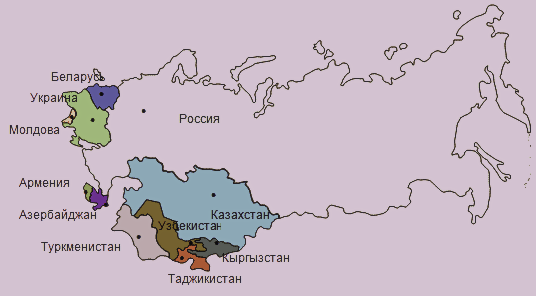 Беларусь
Украина
Россия
Молдова
Армения
Азербайджан
Казахстан
Узбекистан
Туркменистан
Кыргызстан
Таджикистан